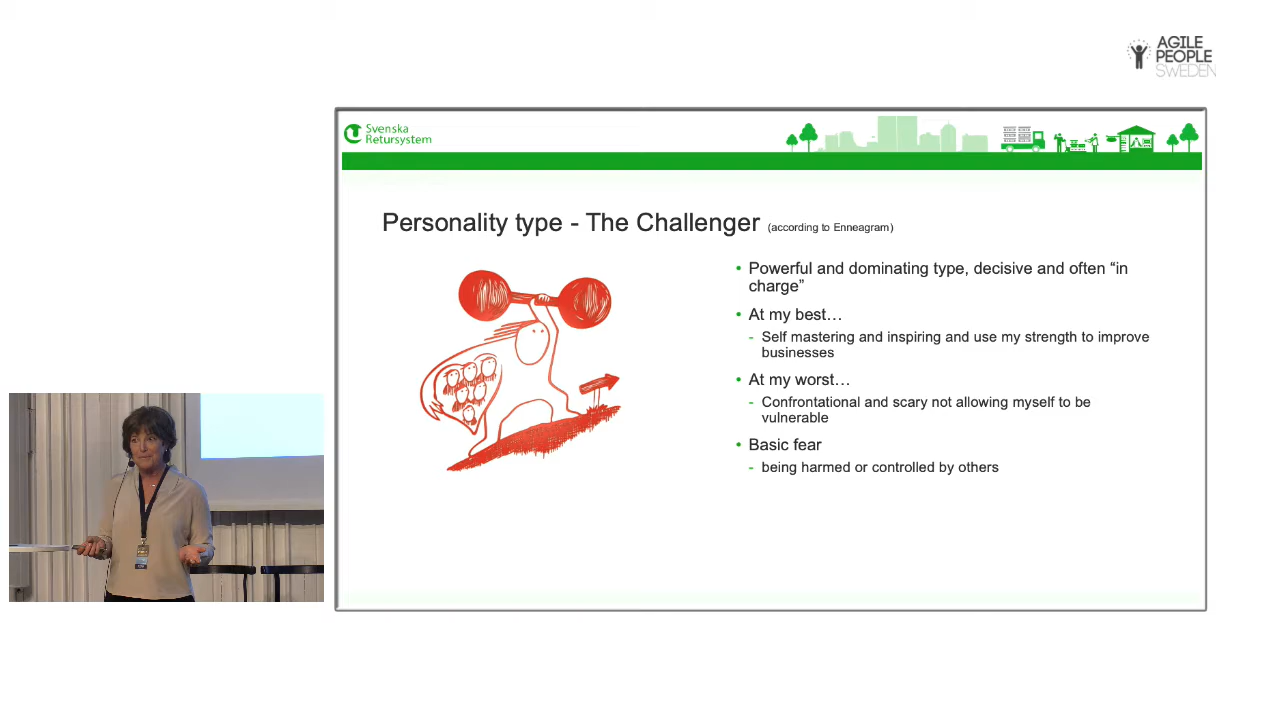 AGILE
PEOPLE
SWEDEN
Svenska
Retursystem
Personality type - The Challenger (according to Enneagram)
• Powerful and dominating type, decisive and often “in
charge”
• At my best…
- Self mastering and inspiring and use my strength to improve
businesses
• At my worst…
- Confrontational and scary not allowing myself to be
vulnerable
• Basic fear
- being harmed or controlled by others